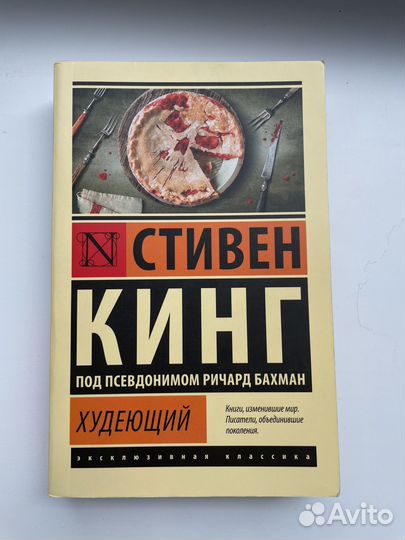 N
СТИВЕН
КИНГ
ПОД ПСЕВДОНИМОМ РИЧАРД БАХМАН
ХУДЕЮЩИЙ
Книги, изменившие мир.
Писатели, объединившие
поколения.
эксклюзивная классика
Avito